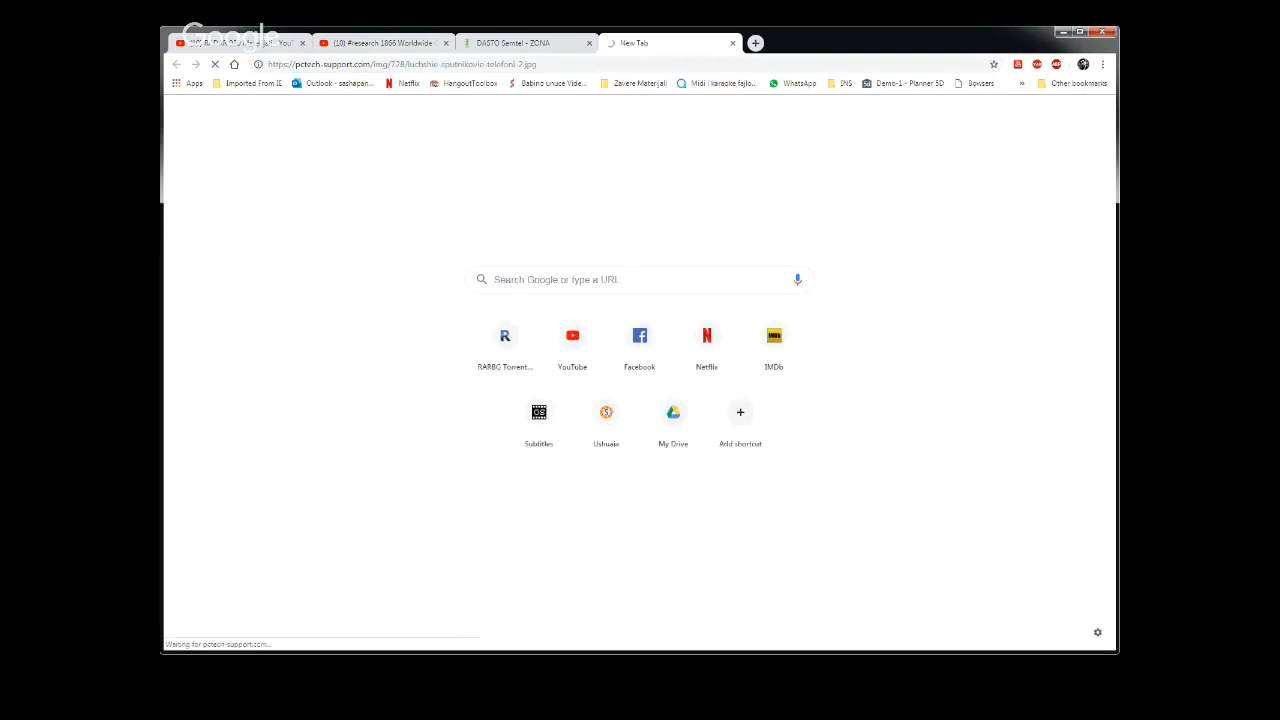 Google
(10) #research 1866 Worldwide
DASTO Semtel - ZONA
New Tab
https://pctech-support.com/img/728/luchshie-sputnikovie-telefoni-2.jpg
Apps Imported From IE Outlook - sashapan... Netflix HangoutToolbox Babino unuce Vide... Zavere Materijali Midi i karaoke fajlo... WhatsApp INS Demo-1 - Planner 5D Bowsers » Other bookmarks
Search Google or type a URL
RARBG Torrent... YouTube Facebook Netflix IMDb
Subtitles Ushuaia My Drive Add shortcut
Waiting for pctech-support.com...